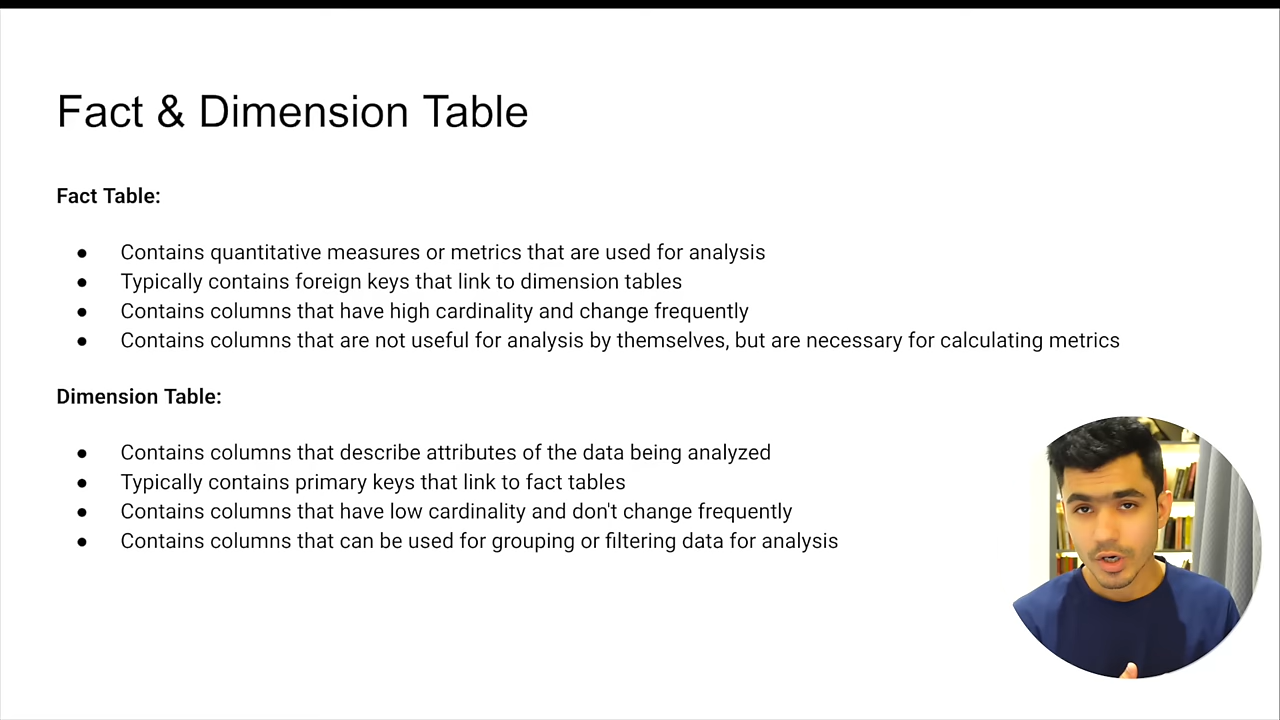 Fact & Dimension Table
Fact Table:
● Contains quantitative measures or metrics that are used for analysis
● Typically contains foreign keys that link to dimension tables
● Contains columns that have high cardinality and change frequently
● Contains columns that are not useful for analysis by themselves, but are necessary for calculating metrics
Dimension Table:
● Contains columns that describe attributes of the data being analyzed
● Typically contains primary keys that link to fact tables
● Contains columns that have low cardinality and don't change frequently
● Contains columns that can be used for grouping or filtering data for analysis